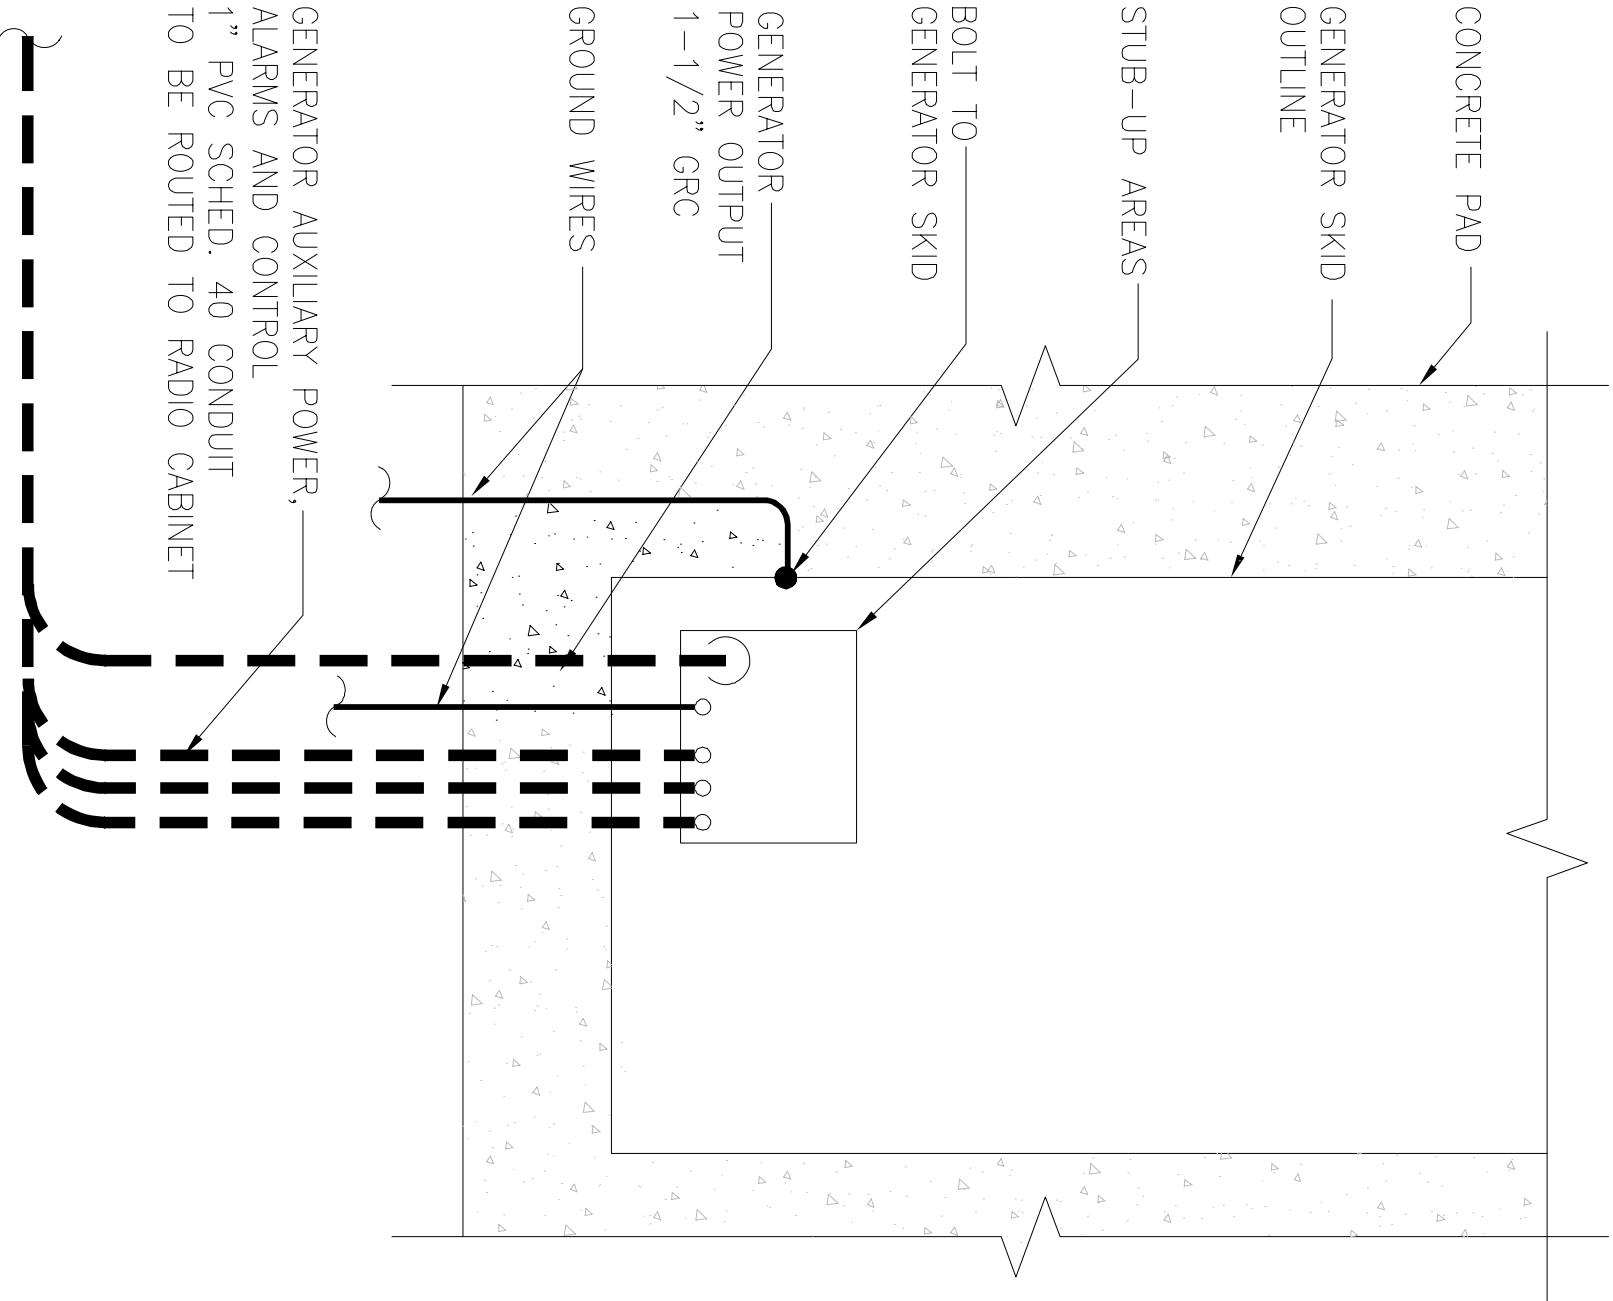 CONCRETE PAD
GENERATOR SKID
OUTLINE
STUB-UP AREAS
BOLT TO
GENERATOR SKID
GENERATOR
POWER OUTPUT
1-1/2" GRC
GROUND WIRES
GENERATOR AUXILIARY POWER,
ALARMS AND CONTROL
1" PVC SCHED. 40 CONDUIT
TO BE ROUTED TO RADIO CABINET